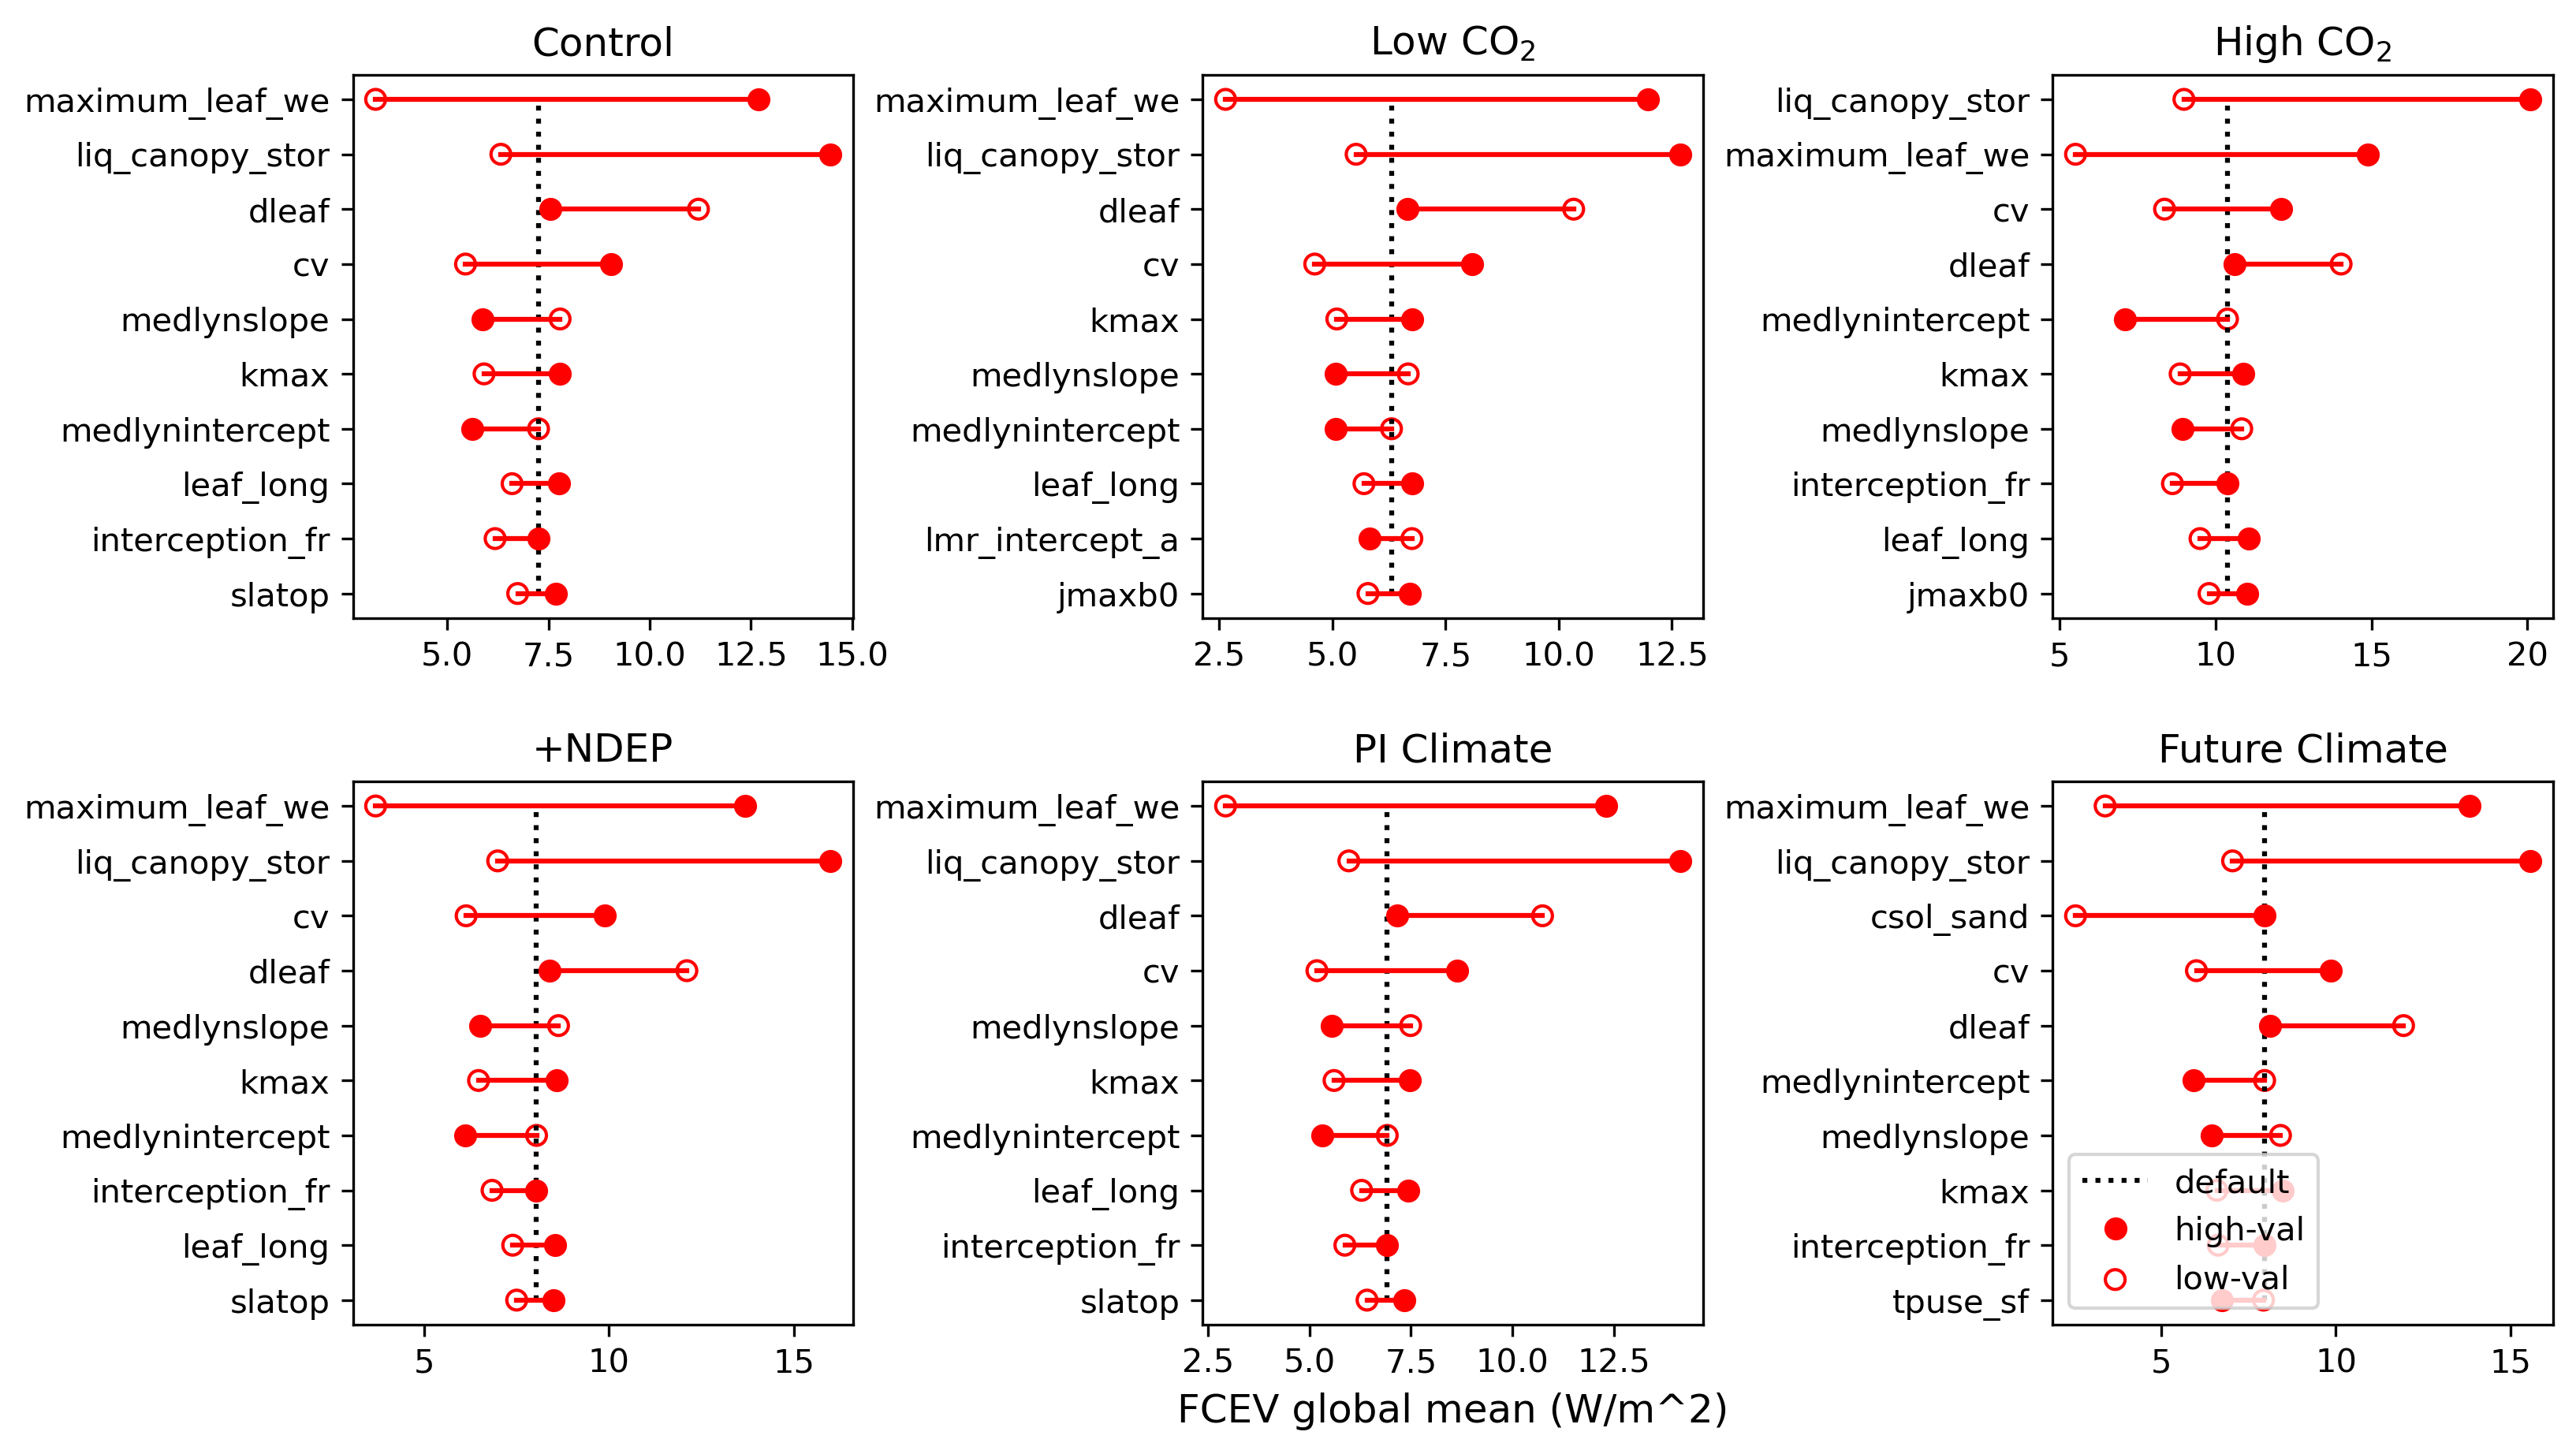 Control
maximum_leaf_we
liq_canopy_stor
dleaf
cv
medlynslope
kmax
medlynintercept
leaf_long
interception_fr
slatop
5.0 7.5 10.0 12.5 15.0
Low CO₂
maximum_leaf_we
liq_canopy_stor
dleaf
cv
kmax
medlynslope
medlynintercept
leaf_long
lmr_intercept_a
jmaxb0
2.5 5.0 7.5 10.0 12.5
High CO₂
liq_canopy_stor
maximum_leaf_we
cv
dleaf
medlynintercept
kmax
medlynslope
interception_fr
leaf_long
jmaxb0
5 10 15 20
+NDEP
maximum_leaf_we
liq_canopy_stor
cv
dleaf
medlynslope
kmax
medlynintercept
interception_fr
leaf_long
slatop
5 10 15
PI Climate
maximum_leaf_we
liq_canopy_stor
dleaf
cv
medlynslope
kmax
medlynintercept
leaf_long
interception_fr
slatop
2.5 5.0 7.5 10.0 12.5
FCEV global mean (W/m^2)
Future Climate
maximum_leaf_we
liq_canopy_stor
csol_sand
cv
dleaf
medlynintercept
medlynslope
kmax
interception_fr
tpuse_sf
default
high-val
low-val
5 10 15